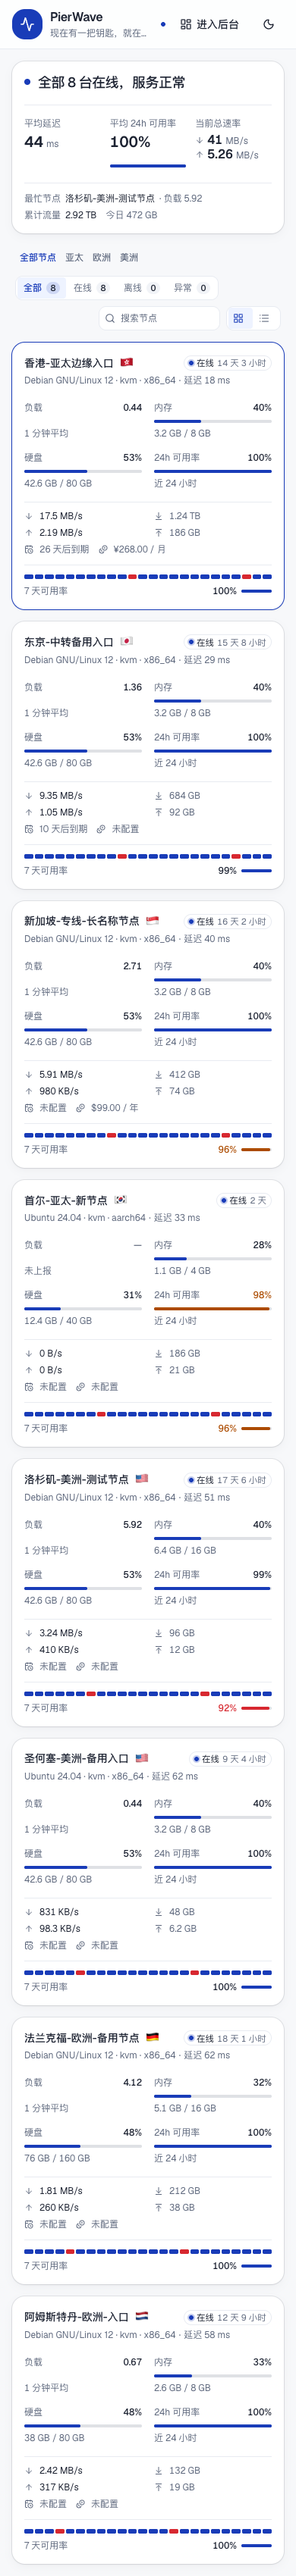 PierWave
现在有一把钥匙，就在...
进入后台
全部 8 台在线，服务正常
平均延迟 平均 24h 可用率 当前总速率
44 ms 100% ↓ 41 MB/s
↑ 5.26 MB/s
最忙节点 洛杉矶-美洲-测试节点 · 负载 5.92
累计流量 2.92 TB 今日 472 GB
全部节点 亚太 欧洲 美洲
全部 8 在线 8 离线 0 异常 0
搜索节点
香港-亚太边缘入口 在线 14 天 3 小时
Debian GNU/Linux 12 · kvm · x86_64 · 延迟 18 ms
负载 0.44 内存 40%
1 分钟平均 3.2 GB / 8 GB
硬盘 53% 24h 可用率 100%
42.6 GB / 80 GB 近 24 小时
↓ 17.5 MB/s 1.24 TB
↑ 2.19 MB/s 186 GB
26 天后到期 ¥268.00 / 月
7 天可用率 100%
东京-中转备用入口 在线 15 天 8 小时
Debian GNU/Linux 12 · kvm · x86_64 · 延迟 29 ms
负载 1.36 内存 40%
1 分钟平均 3.2 GB / 8 GB
硬盘 53% 24h 可用率 100%
42.6 GB / 80 GB 近 24 小时
↓ 9.35 MB/s 684 GB
↑ 1.05 MB/s 92 GB
10 天后到期 未配置
7 天可用率 99%
新加坡-专线-长名称节点 在线 16 天 2 小时
Debian GNU/Linux 12 · kvm · x86_64 · 延迟 40 ms
负载 2.71 内存 40%
1 分钟平均 3.2 GB / 8 GB
硬盘 53% 24h 可用率 100%
42.6 GB / 80 GB 近 24 小时
↓ 5.91 MB/s 412 GB
↑ 980 KB/s 74 GB
未配置 $99.00 / 年
7 天可用率 96%
首尔-亚太-新节点 在线 2 天
Ubuntu 24.04 · kvm · aarch64 · 延迟 33 ms
负载 — 内存 28%
未上报 1.1 GB / 4 GB
硬盘 31% 24h 可用率 98%
12.4 GB / 40 GB 近 24 小时
↓ 0 B/s 186 GB
↑ 0 B/s 21 GB
未配置 未配置
7 天可用率 96%
洛杉矶-美洲-测试节点 在线 17 天 6 小时
Debian GNU/Linux 12 · kvm · x86_64 · 延迟 51 ms
负载 5.92 内存 40%
1 分钟平均 6.4 GB / 16 GB
硬盘 53% 24h 可用率 99%
42.6 GB / 80 GB 近 24 小时
↓ 3.24 MB/s 96 GB
↑ 410 KB/s 12 GB
未配置 未配置
7 天可用率 92%
圣何塞-美洲-备用入口 在线 9 天 4 小时
Ubuntu 24.04 · kvm · x86_64 · 延迟 62 ms
负载 0.44 内存 40%
1 分钟平均 3.2 GB / 8 GB
硬盘 53% 24h 可用率 100%
42.6 GB / 80 GB 近 24 小时
↓ 831 KB/s 48 GB
↑ 98.3 KB/s 6.2 GB
未配置 未配置
7 天可用率 100%
法兰克福-欧洲-备用节点 在线 18 天 1 小时
Debian GNU/Linux 12 · kvm · x86_64 · 延迟 62 ms
负载 4.12 内存 32%
1 分钟平均 5.1 GB / 16 GB
硬盘 48% 24h 可用率 100%
76 GB / 160 GB 近 24 小时
↓ 1.81 MB/s 212 GB
↑ 260 KB/s 38 GB
未配置 未配置
7 天可用率 100%
阿姆斯特丹-欧洲-入口 在线 12 天 9 小时
Debian GNU/Linux 12 · kvm · x86_64 · 延迟 58 ms
负载 0.67 内存 33%
1 分钟平均 2.6 GB / 8 GB
硬盘 48% 24h 可用率 100%
38 GB / 80 GB 近 24 小时
↓ 2.42 MB/s 132 GB
↑ 317 KB/s 19 GB
未配置 未配置
7 天可用率 100%